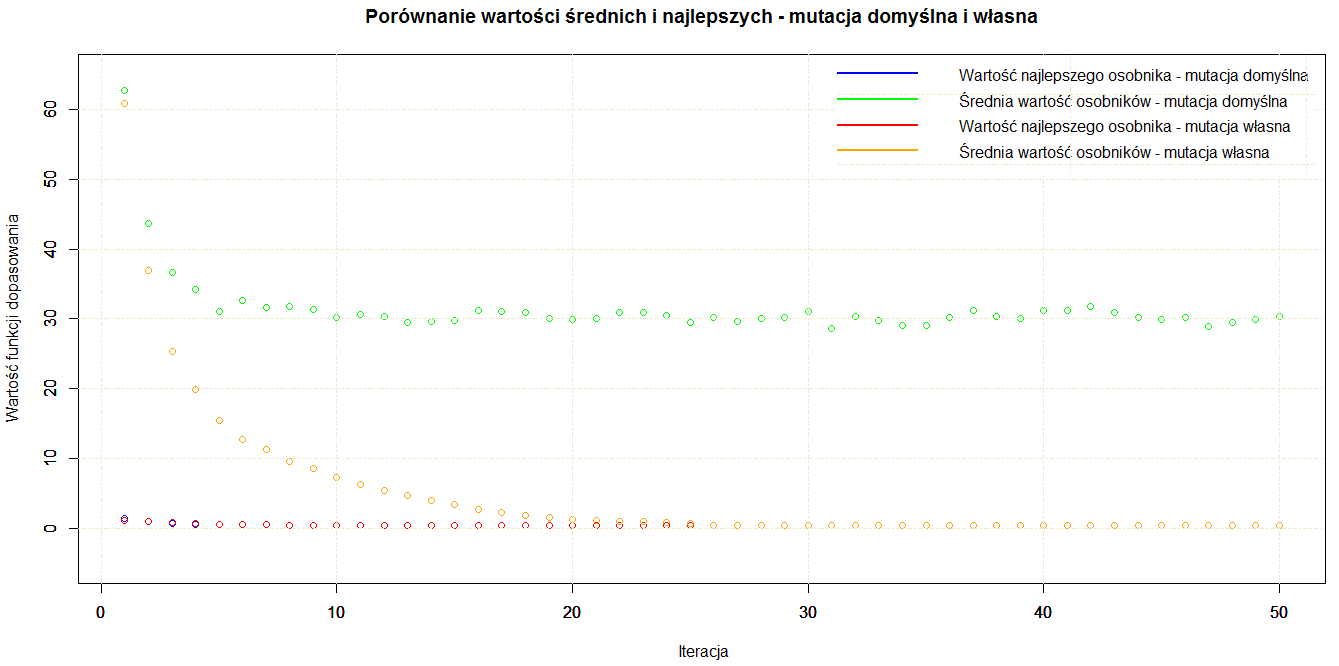 Porównanie wartości średnich i najlepszych - mutacja domyślna i własna
Wartość najlepszego osobnika - mutacja domyślna
Średnia wartość osobników - mutacja domyślna
Wartość najlepszego osobnika - mutacja własna
Średnia wartość osobników - mutacja własna
Wartość funkcji dopasowania
60
50
40
30
20
10
0
0 10 20 30 40 50
Iteracja